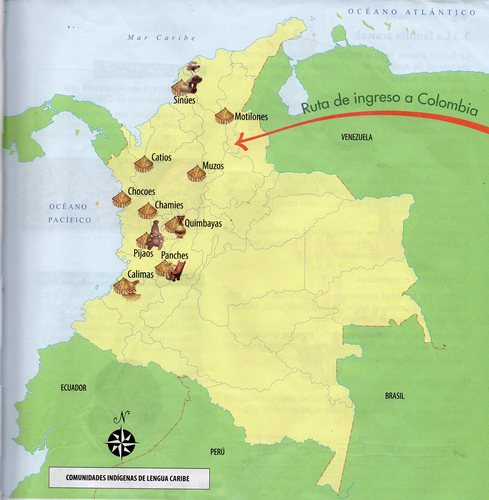 OCÉANO ATLÁNTICO
Mar Caribe
Sinúes
Motilones
Ruta de ingreso a Colombia
VENEZUELA
Catios
Muzos
Chocoes
Chamies
OCÉANO
PACÍFICO
Quimbayas
Pijaos
Panches
Calimas
ECUADOR
BRASIL
N
PERÚ
COMUNIDADES INDÍGENAS DE LENGUA CARIBE